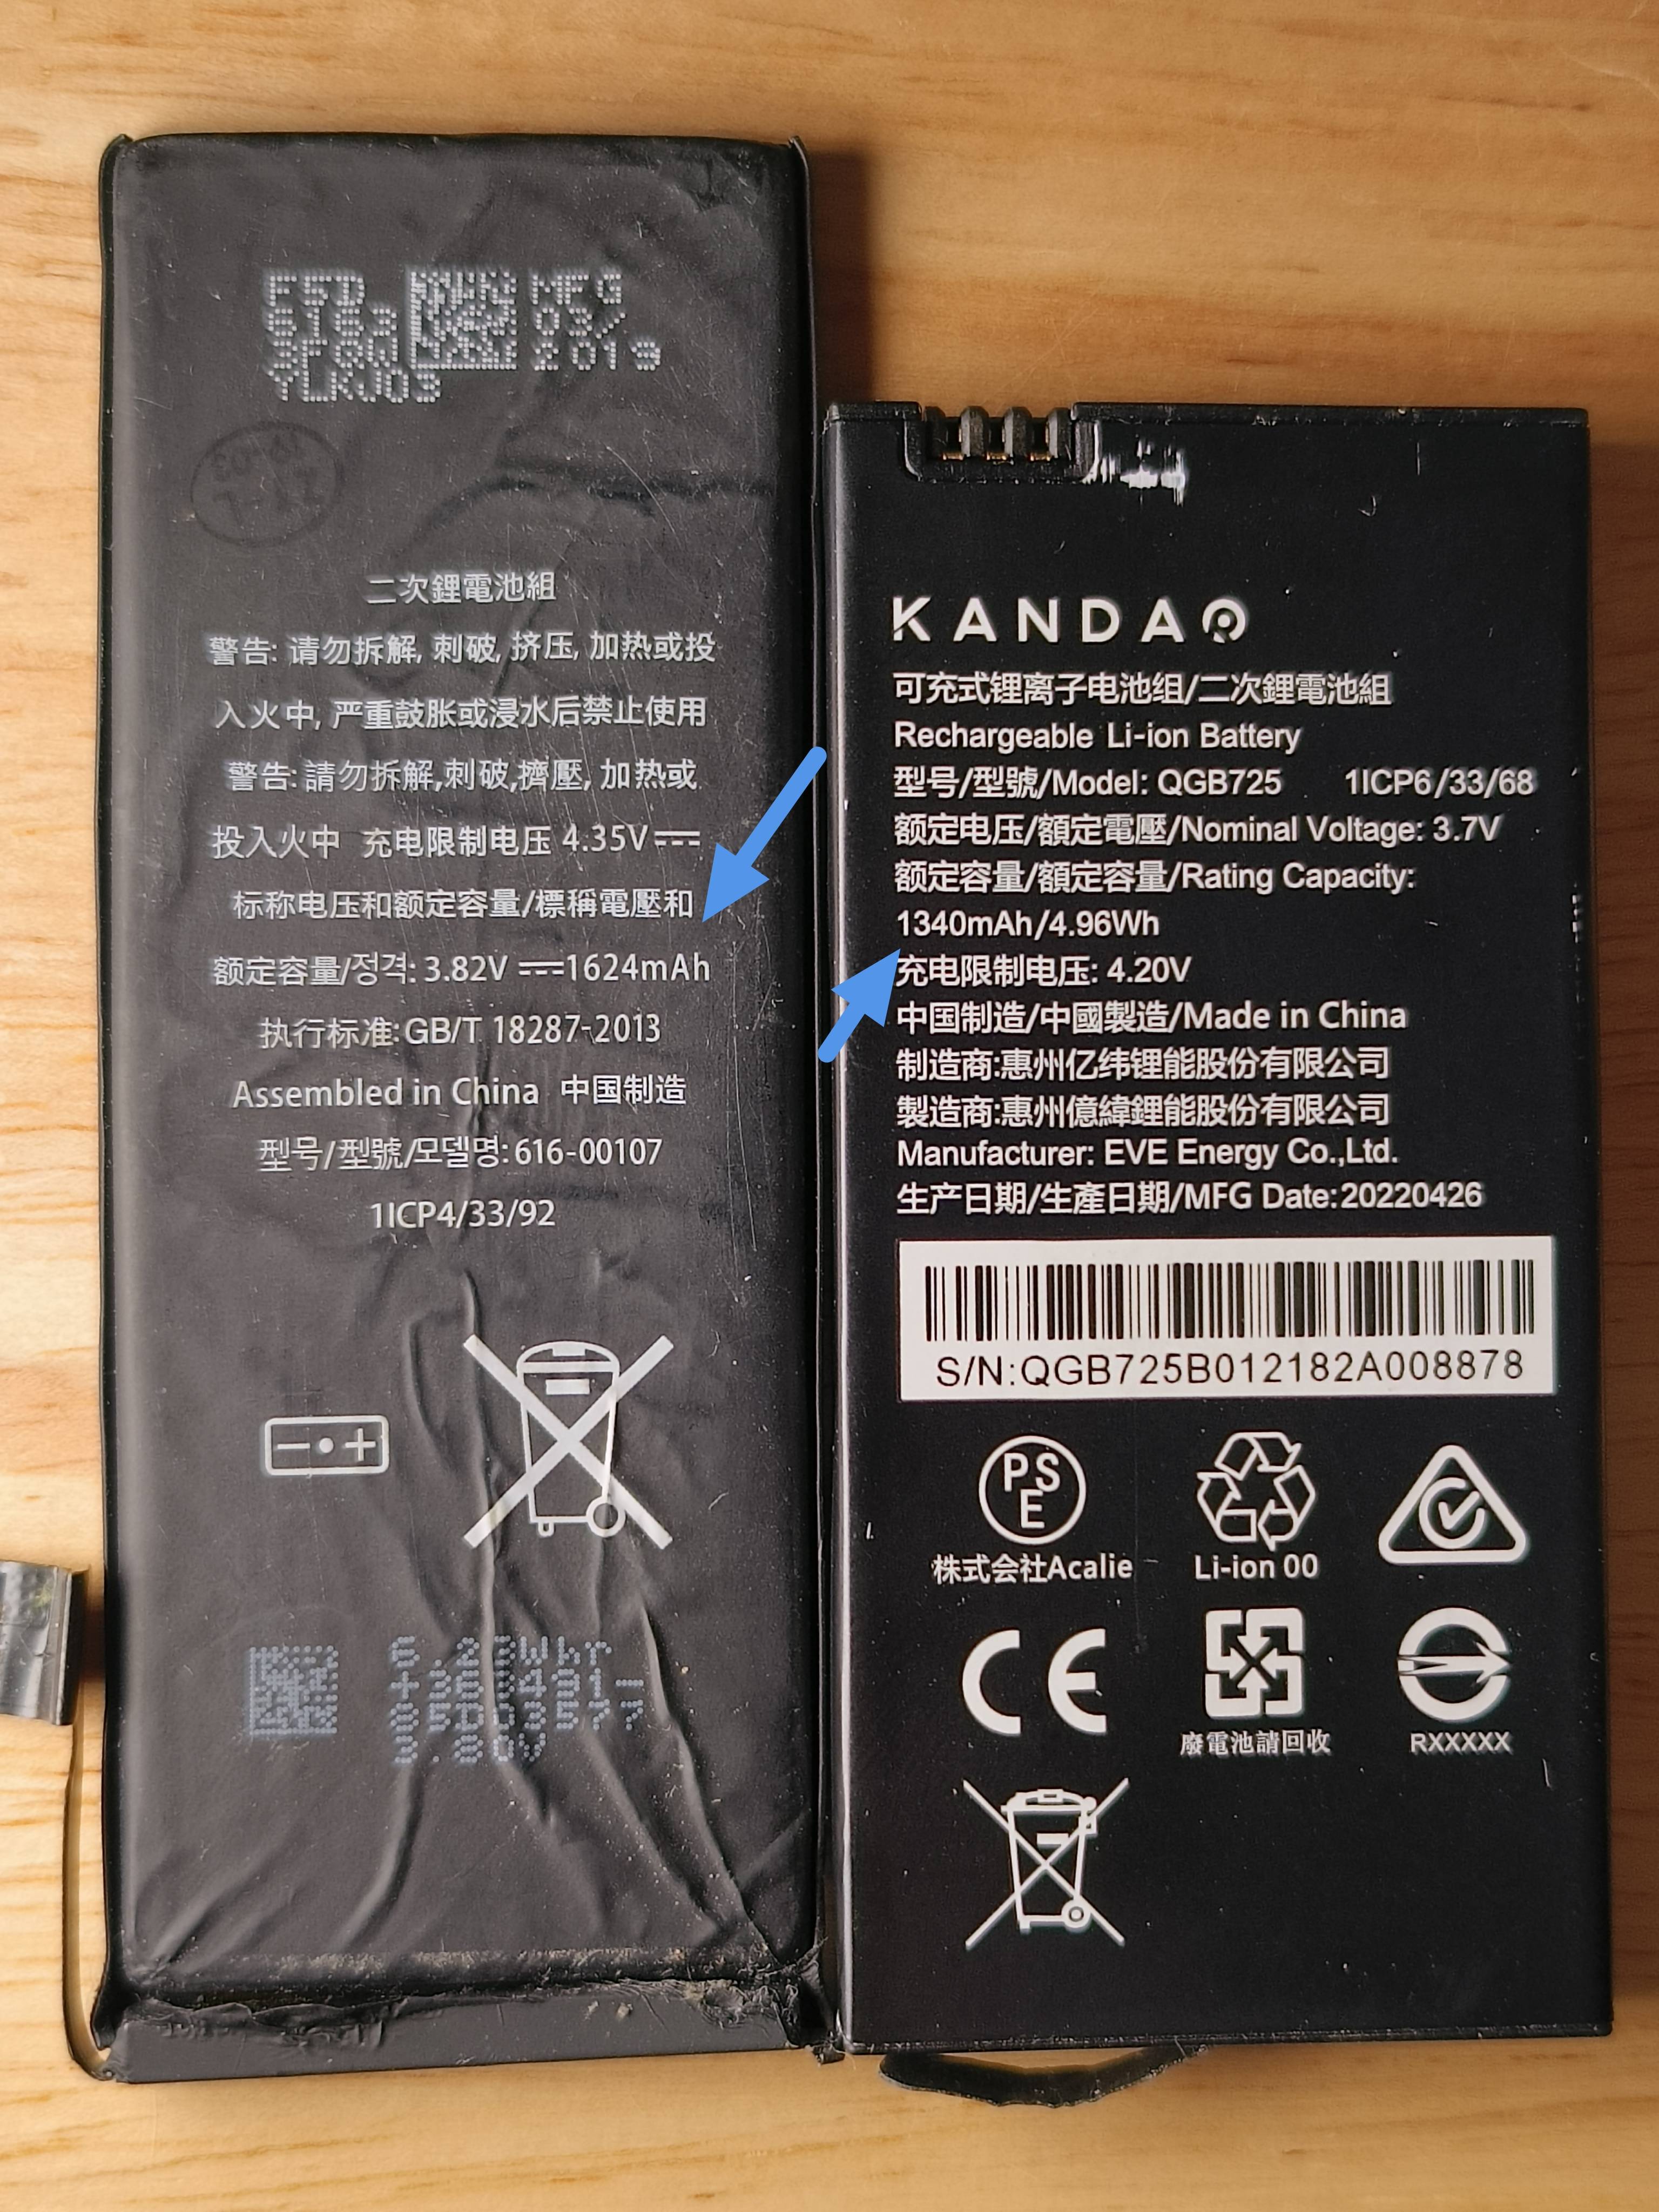 MFG
03/
2019
YLKU03
二次鋰電池組
警告: 请勿拆解, 刺破, 挤压, 加热或投
入火中, 严重鼓胀或浸水后禁止使用
警告: 請勿拆解,刺破,擠壓, 加热或
投入火中 充电限制电压 4.35V
标称电压和额定容量/標稱電壓和
额定容量/정격: 3.82V 1624mAh
执行标准:GB/T 18287-2013
Assembled in China 中国制造
型号/型號/모델명:616-00107
1ICP4/33/92
KANDAO
可充式锂离子电池组/二次鋰電池組
Rechargeable Li-ion Battery
型号/型號/Model: QGB725 1ICP6/33/68
额定电压/額定電壓/Nominal Voltage: 3.7V
额定容量/額定容量/Rating Capacity:
1340mAh/4.96Wh
充电限制电压: 4.20V
中国制造/中國製造/Made in China
制造商:惠州亿纬锂能股份有限公司
製造商:惠州億緯鋰能股份有限公司
Manufacturer: EVE Energy Co.,Ltd.
生产日期/生產日期/MFG Date:20220426
S/N:QGB725B012182A008878
PSE
株式会社Acalie
Li-ion 00
CE
廢電池請回收
RXXXXX